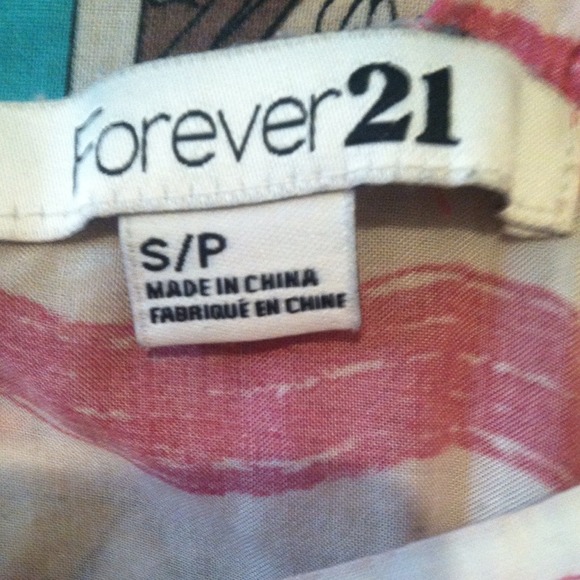 Forever21
S/P
MADE IN CHINA
FABRIQUÉ EN CHINE